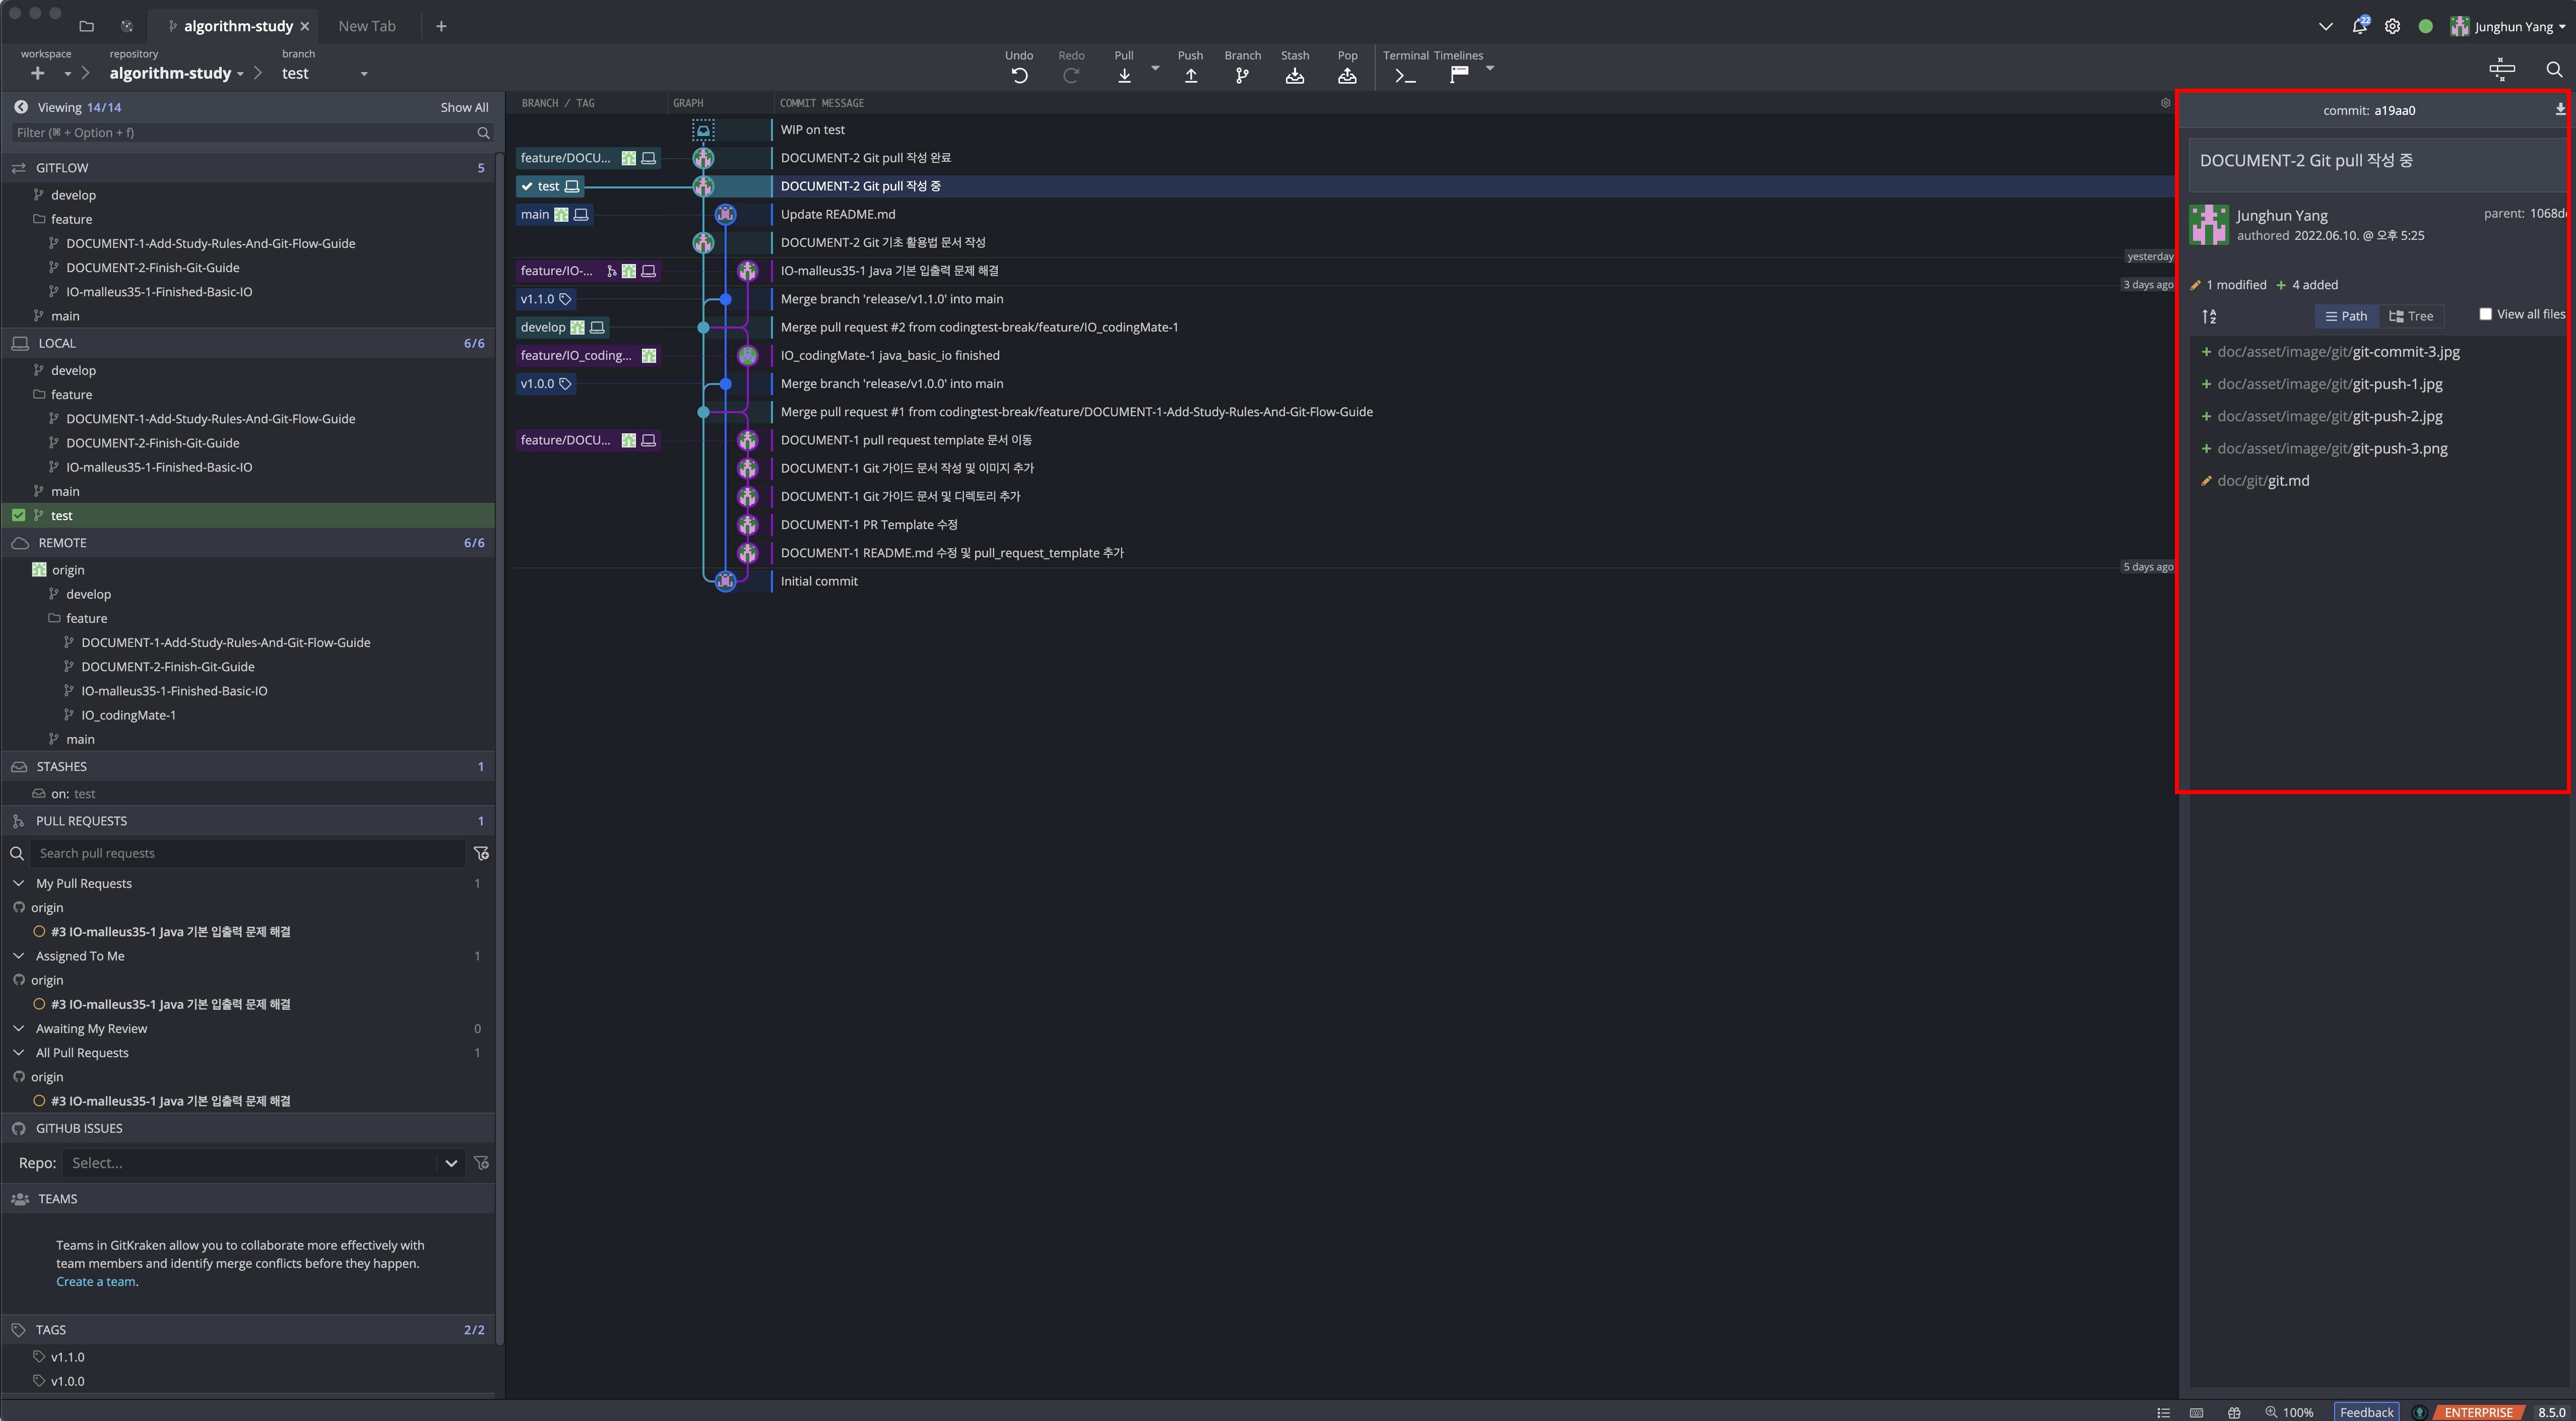 algorithm-study
New Tab
22
Junghun Yang
workspace
repository
branch
algorithm-study
test
Undo
Redo
Pull
Push
Branch
Stash
Pop
Terminal
Timelines
Viewing 14/14
Show All
Filter (⌘ + Option + f)
GITFLOW 5
develop
feature
DOCUMENT-1-Add-Study-Rules-And-Git-Flow-Guide
DOCUMENT-2-Finish-Git-Guide
IO-malleus35-1-Finished-Basic-IO
main
LOCAL 6/6
develop
feature
DOCUMENT-1-Add-Study-Rules-And-Git-Flow-Guide
DOCUMENT-2-Finish-Git-Guide
IO-malleus35-1-Finished-Basic-IO
main
test
REMOTE 6/6
origin
develop
feature
DOCUMENT-1-Add-Study-Rules-And-Git-Flow-Guide
DOCUMENT-2-Finish-Git-Guide
IO-malleus35-1-Finished-Basic-IO
IO_codingMate-1
main
STASHES 1
on: test
PULL REQUESTS 1
Search pull requests
My Pull Requests 1
origin
#3 IO-malleus35-1 Java 기본 입출력 문제 해결
Assigned To Me 1
origin
#3 IO-malleus35-1 Java 기본 입출력 문제 해결
Awaiting My Review 0
All Pull Requests 1
origin
#3 IO-malleus35-1 Java 기본 입출력 문제 해결
GITHUB ISSUES
Repo: Select...
TEAMS
Teams in GitKraken allow you to collaborate more effectively with
team members and identify merge conflicts before they happen.
Create a team.
TAGS 2/2
v1.1.0
v1.0.0
BRANCH / TAG
GRAPH
COMMIT MESSAGE
WIP on test
feature/DOCU... DOCUMENT-2 Git pull 작성 완료
test DOCUMENT-2 Git pull 작성 중
main Update README.md
DOCUMENT-2 Git 기초 활용법 문서 작성
yesterday
feature/IO-... IO-malleus35-1 Java 기본 입출력 문제 해결
3 days ago
v1.1.0 Merge branch 'release/v1.1.0' into main
develop Merge pull request #2 from codingtest-break/feature/IO_codingMate-1
feature/IO_coding... IO_codingMate-1 java_basic_io finished
v1.0.0 Merge branch 'release/v1.0.0' into main
Merge pull request #1 from codingtest-break/feature/DOCUMENT-1-Add-Study-Rules-And-Git-Flow-Guide
feature/DOCU... DOCUMENT-1 pull request template 문서 이동
DOCUMENT-1 Git 가이드 문서 작성 및 이미지 추가
DOCUMENT-1 Git 가이드 문서 및 디렉토리 추가
DOCUMENT-1 PR Template 수정
DOCUMENT-1 README.md 수정 및 pull_request_template 추가
5 days ago
Initial commit
commit: a19aa0
DOCUMENT-2 Git pull 작성 중
Junghun Yang
parent: 1068d
authored 2022.06.10. @ 오후 5:25
1 modified + 4 added
Path
Tree
View all files
+ doc/asset/image/git/git-commit-3.jpg
+ doc/asset/image/git/git-push-1.jpg
+ doc/asset/image/git/git-push-2.jpg
+ doc/asset/image/git/git-push-3.png
doc/git/git.md
100%
Feedback
ENTERPRISE
8.5.0